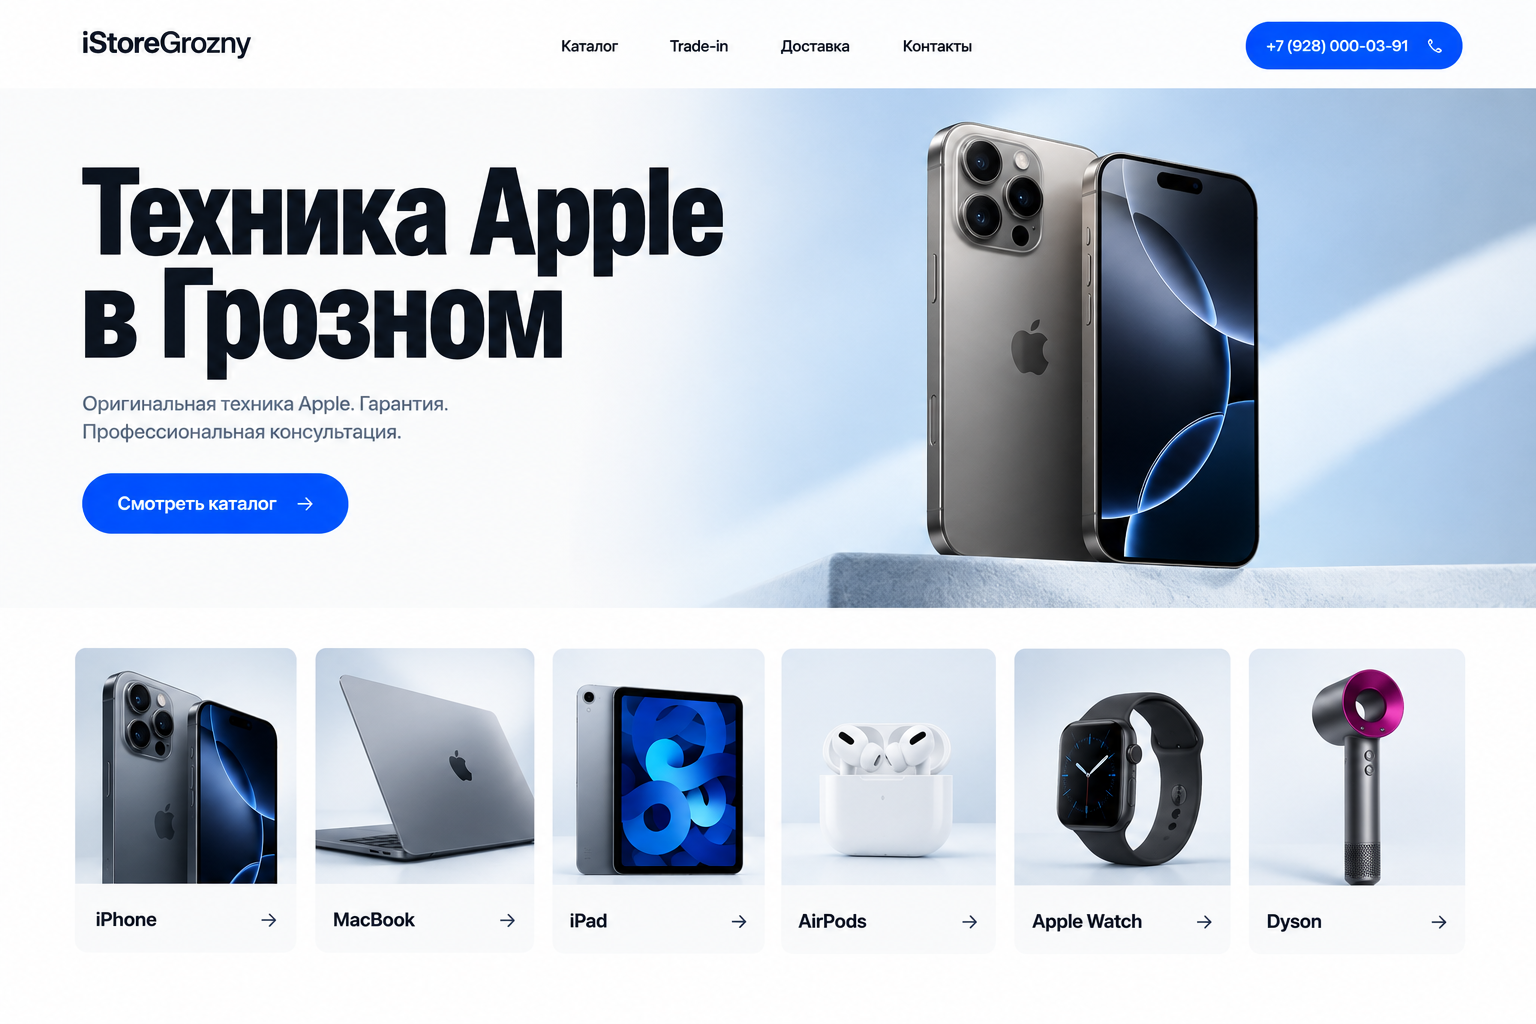 iStoreGrozny
Каталог
Trade-in
Доставка
Контакты
+7 (928) 000-03-91
Техника Apple
в Грозном
Оригинальная техника Apple. Гарантия.
Профессиональная консультация.
Смотреть каталог
iPhone
MacBook
iPad
AirPods
Apple Watch
Dyson